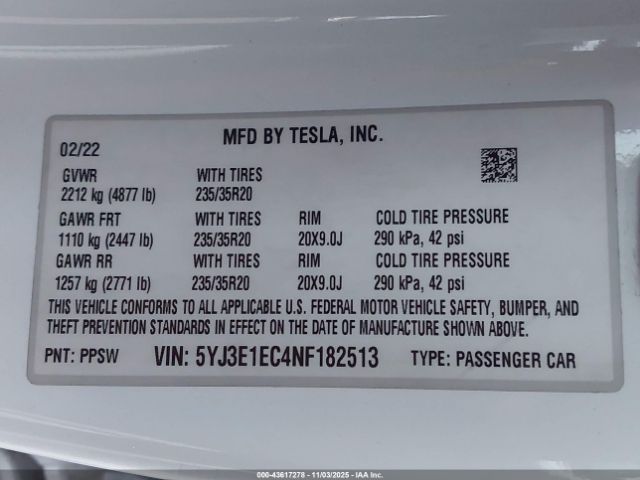 MFD BY TESLA, INC.
02/22
GVWR WITH TIRES
2212 kg (4877 lb) 235/35R20
GAWR FRT WITH TIRES RIM COLD TIRE PRESSURE
1110 kg (2447 lb) 235/35R20 20X9.0J 290 kPa, 42 psi
GAWR RR WITH TIRES RIM COLD TIRE PRESSURE
1257 kg (2771 lb) 235/35R20 20X9.0J 290 kPa, 42 psi
THIS VEHICLE CONFORMS TO ALL APPLICABLE U.S. FEDERAL MOTOR VEHICLE SAFETY, BUMPER, AND
THEFT PREVENTION STANDARDS IN EFFECT ON THE DATE OF MANUFACTURE SHOWN ABOVE.
PNT: PPSW VIN: 5YJ3E1EC4NF182513 TYPE: PASSENGER CAR
000-43617278 - 11/03/2025 - IAA Inc.